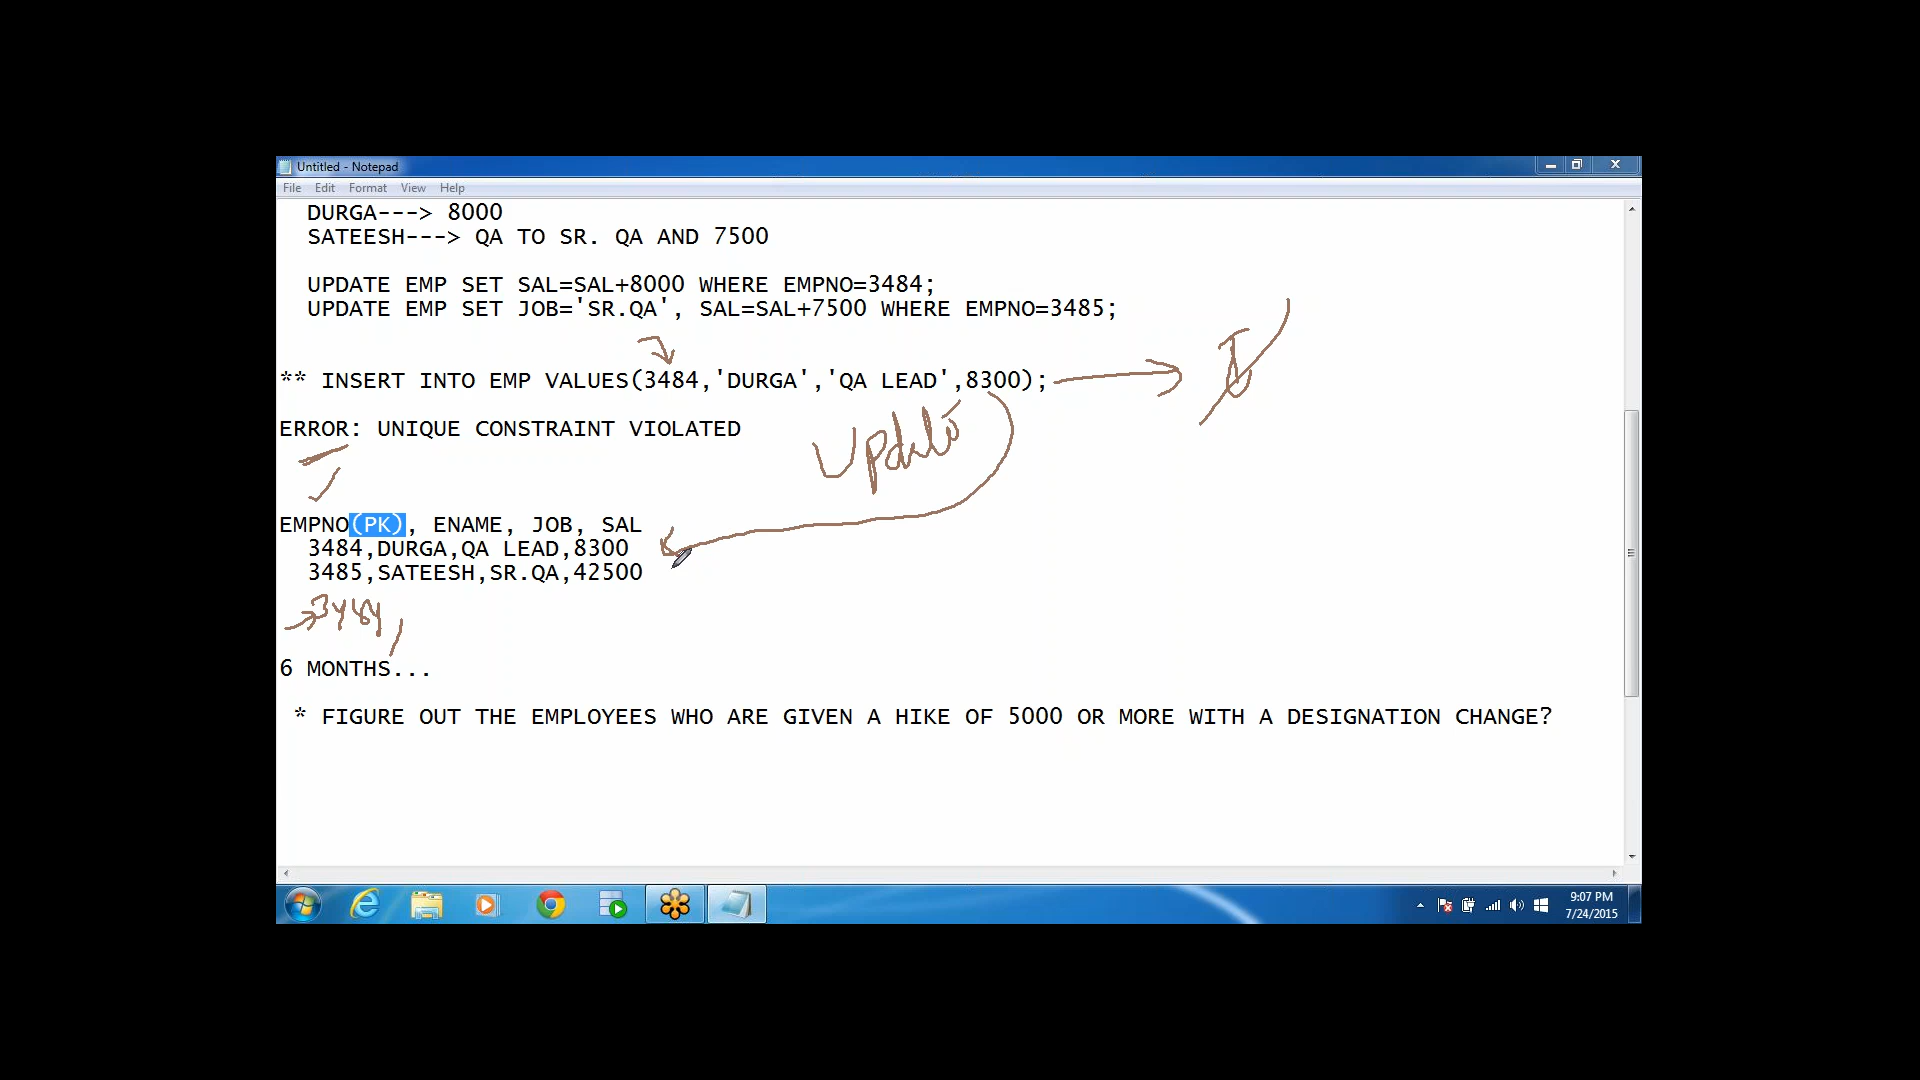 Untitled - Notepad
File Edit Format View Help
DURGA---> 8000
SATEESH---> QA TO SR. QA AND 7500
UPDATE EMP SET SAL=SAL+8000 WHERE EMPNO=3484;
UPDATE EMP SET JOB='SR.QA', SAL=SAL+7500 WHERE EMPNO=3485;
** INSERT INTO EMP VALUES(3484,'DURGA','QA LEAD',8300);
ERROR: UNIQUE CONSTRAINT VIOLATED
Update
EMPNO(PK), ENAME, JOB, SAL
3484,DURGA,QA LEAD,8300
3485,SATEESH,SR.QA,42500
3484,
6 MONTHS...
* FIGURE OUT THE EMPLOYEES WHO ARE GIVEN A HIKE OF 5000 OR MORE WITH A DESIGNATION CHANGE?
9:07 PM
7/24/2015